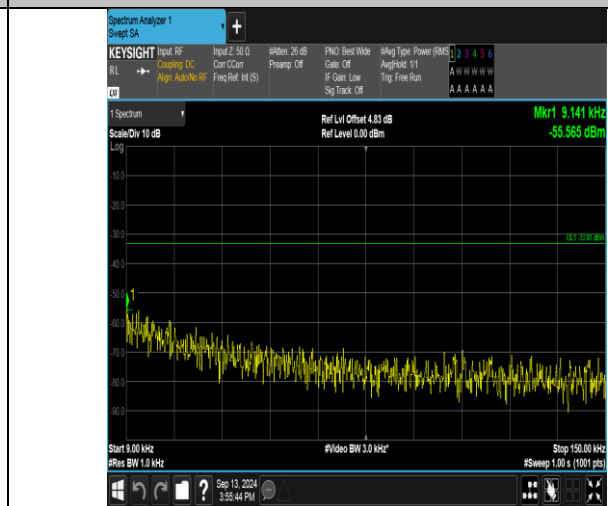 Spectrum Analyzer 1
Swept SA
+
KEYSIGHT Input: RF Input Z: 50 Ω #Atten: 26 dB PNO: Best Wide #Avg Type: Power (RMS 1 2 3 4 5 6
RL Coupling: DC Corr CCorr Preamp: Off Gate: Off Avg|Hold: 1/1 A W W W W W
Align: Auto/No RF Freq Ref: Int (S) IF Gain: Low Trig: Free Run
LXI Sig Track: Off A A A A A A
1 Spectrum Ref Lvl Offset 4.83 dB Mkr1 9.141 kHz
Scale/Div 10 dB Ref Level 0.00 dBm -55.565 dBm
Log
-10.0
-20.0
-30.0
DL1 -33.00 dBm
-40.0
-50.0
1
-60.0
-70.0
-80.0
-90.0
Start 9.00 kHz #Video BW 3.0 kHz* Stop 150.00 kHz
#Res BW 1.0 kHz #Sweep 1.00 s (1001 pts)
? Sep 13, 2024
3:55:44 PM